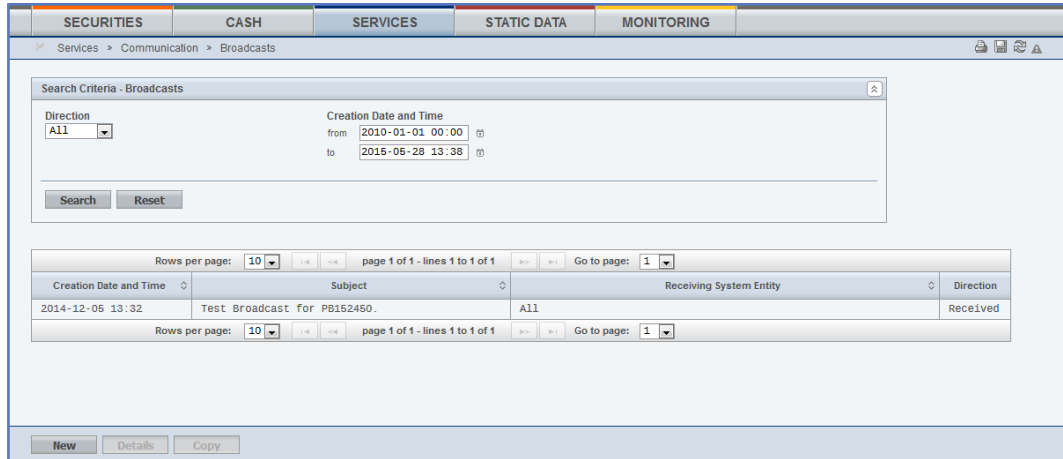 SECURITIES CASH SERVICES STATIC DATA MONITORING
Services » Communication » Broadcasts
Search Criteria - Broadcasts
Direction Creation Date and Time
All from 2010-01-01 00:00
to 2015-05-28 13:38
Search Reset
Rows per page: 10 page 1 of 1 - lines 1 to 1 of 1 Go to page: 1
Creation Date and Time Subject Receiving System Entity Direction
2014-12-05 13:32 Test Broadcast for PB152450. All Received
Rows per page: 10 page 1 of 1 - lines 1 to 1 of 1 Go to page: 1
New Details Copy